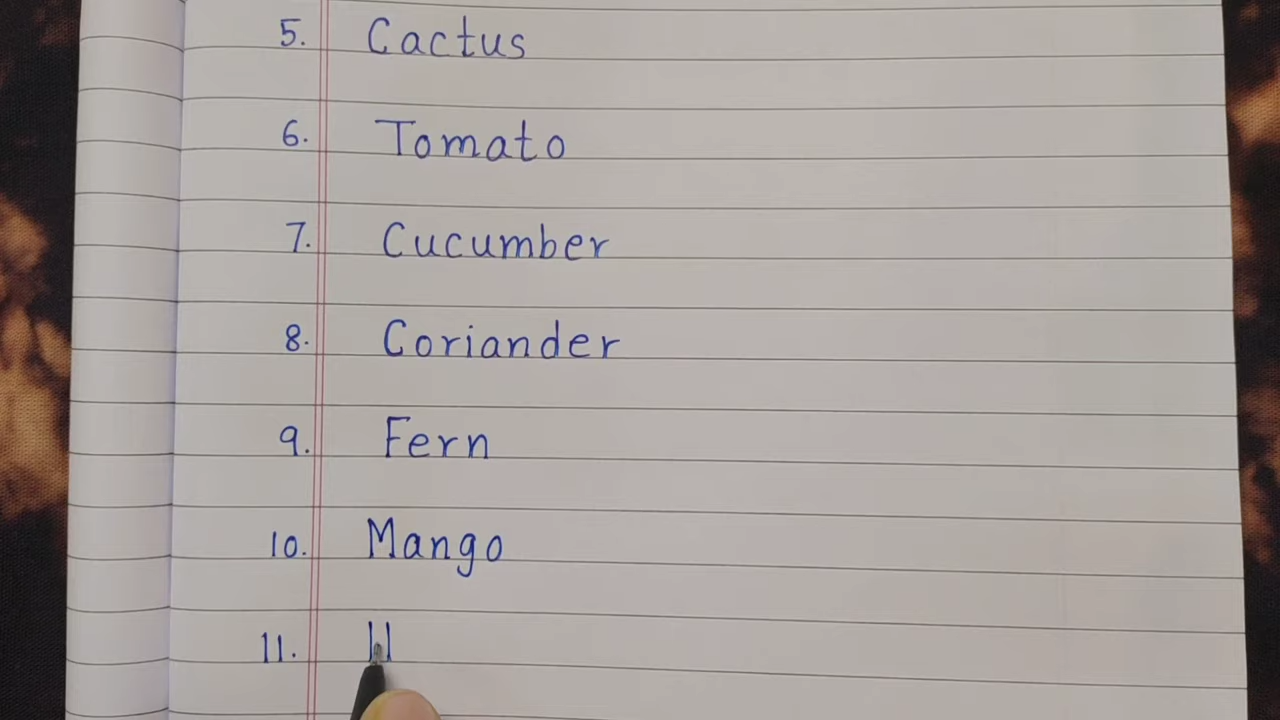 5. Cactus
6. Tomato
7. Cucumber
8. Coriander
9. Fern
10. Mango
11.